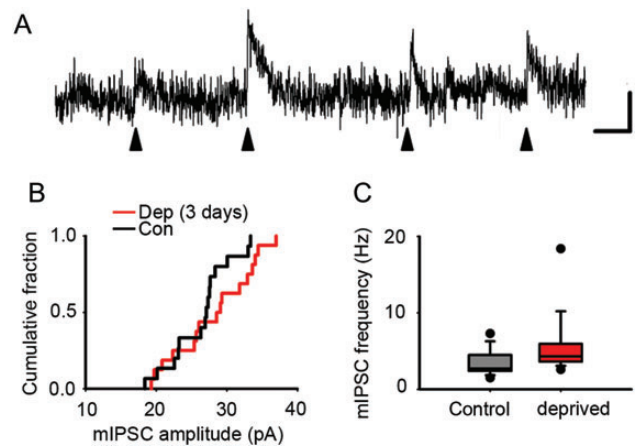 A
B
Dep (3 days)
Con
Cumulative fraction
1.0
0.5
0.0
10
20
30
40
mIPSC amplitude (pA)
C
mIPSC frequency (Hz)
20
10
0
Control
deprived